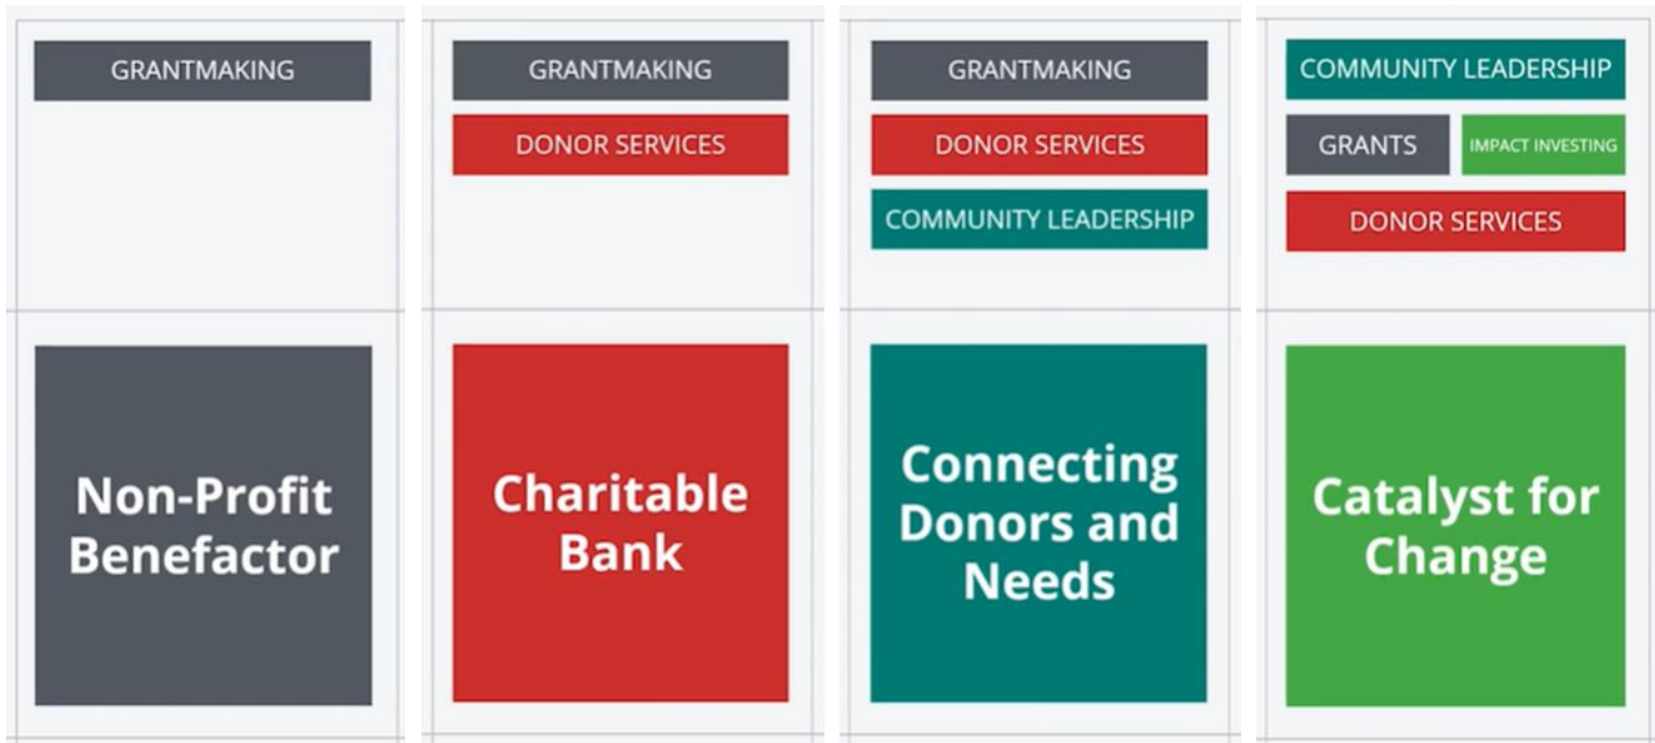 GRANTMAKING
Non-Profit
Benefactor
GRANTMAKING
DONOR SERVICES
Charitable
Bank
GRANTMAKING
DONOR SERVICES
COMMUNITY LEADERSHIP
Connecting
Donors and
Needs
COMMUNITY LEADERSHIP
GRANTS
IMPACT INVESTING
DONOR SERVICES
Catalyst for
Change